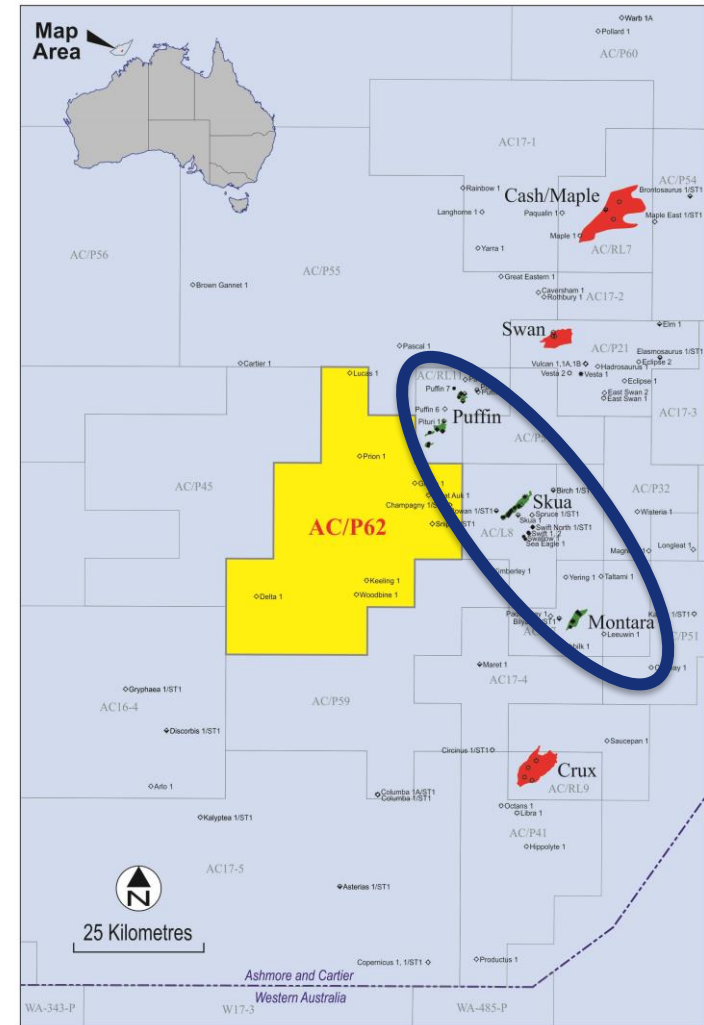 Map
Area
Warb 1A
Pollard 1
AC/P60
AC17-1
Rainbow 1
Langhorne 1
Yarra 1
Cash/Maple
Paqualin 1
Maple 1
AC/RL7
AC/P54
Brontosaurus 1/ST1
Maple East 1/ST1
AC/P56
AC/P55
Brown Gannet 1
Great Eastern 1
Caversham 1
Rothbury 1
AC17-2
Swan
Elm 1
AC/P21
Elasmosaurus 1/ST1
Vulcan 1,1A,1B
Hadrosaurus 1
Eclipse 2
Vesta 2
Vesta 1
Eclipse 1
East Swan 2
East Swan 1
AC17-3
Pascal 1
Cartier 1
Lucas 1
AC/RL11
Puffin 7
Puffin 6
Pituri 1
Puffin
Prion 1
AC/P45
AC/P62
Champagny 1/ST1
Skua
Birch 1/ST1
Skua 1
Spruce 1/ST1
Swift North 1/ST1
Swift 1, 2
Swallow 1
Sea Eagle 1
AC/L8
AC/P32
Wisteria 1
Longleat 1
Keeling 1
Delta 1
Woodbine 1
Yering 1
Taltarni 1
Montara
Leeuwin 1
AC/P51
Maret 1
AC17-4
Gryphaea 1/ST1
AC16-4
AC/P59
Discorbis 1/ST1
Circinus 1/ST1
Saucepan 1
Crux
AC/RL9
Arlo 1
Columba 1A/ST1
Columba 1/ST1
Octans 1
Libra 1
Kalyptea 1/ST1
AC/P41
Hippolyte 1
AC17-5
Asterias 1/ST1
N
25 Kilometres
Copernicus 1, 1/ST1
Productus 1
Ashmore and Cartier
Western Australia
WA-343-P
W17-3
WA-485-P